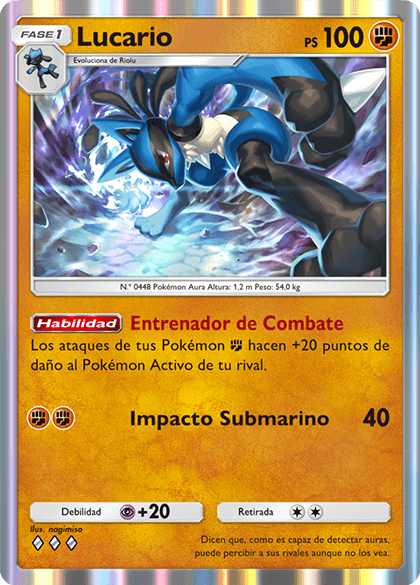 FASE 1 Lucario PS 100
Evoluciona de Riolu
N.º 0448 Pokémon Aura Altura: 1,2 m Peso: 54,0 kg
Habilidad Entrenador de Combate
Los ataques de tus Pokémon hacen +20 puntos de
daño al Pokémon Activo de tu rival.
Impacto Submarino 40
Debilidad +20 Retirada
Ilus. nagimiso
Dicen que, como es capaz de detectar auras,
puede percibir a sus rivales aunque no los vea.